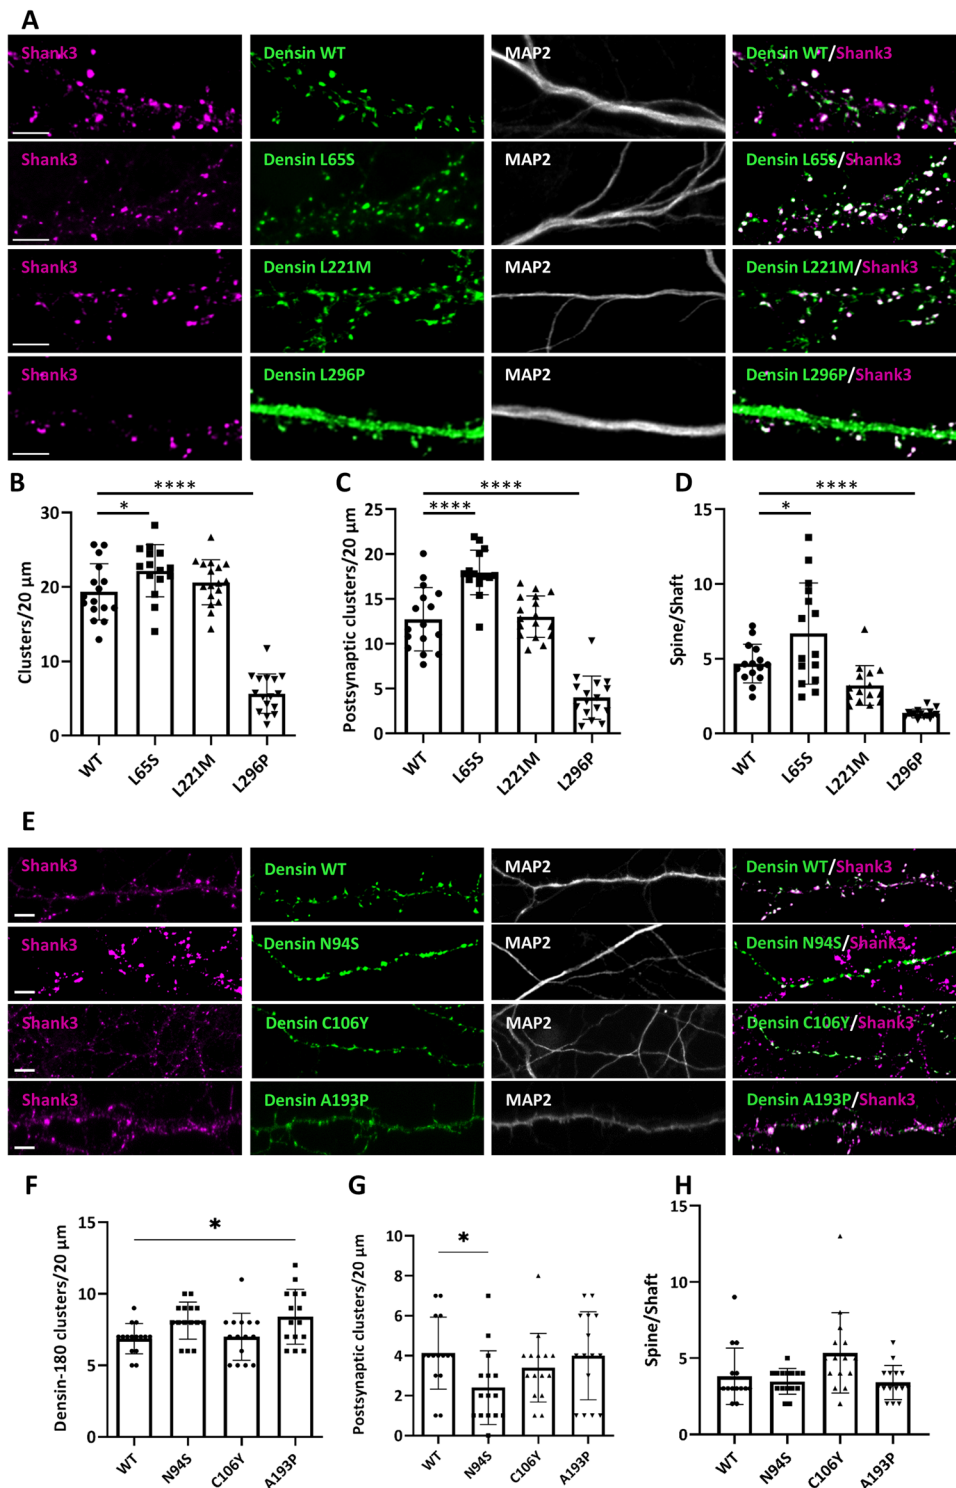 A
Shank3 Densin WT MAP2 Densin WT/Shank3
Shank3 Densin L65S MAP2 Densin L65S/Shank3
Shank3 Densin L221M MAP2 Densin L221M/Shank3
Shank3 Densin L296P MAP2 Densin L296P/Shank3
B
****
*
Clusters/20 µm
30
20
10
0
WT L65S L221M L296P
C
****
****
Postsynaptic clusters/20 µm
25
20
15
10
5
0
WT L65S L221M L296P
D
****
*
Spine/Shaft
15
10
5
0
WT L65S L221M L296P
E
Shank3 Densin WT MAP2 Densin WT/Shank3
Shank3 Densin N94S MAP2 Densin N94S/Shank3
Shank3 Densin C106Y MAP2 Densin C106Y/Shank3
Shank3 Densin A193P MAP2 Densin A193P/Shank3
F
*
Densin-180 clusters/20 µm
15
10
5
0
WT N94S C106Y A193P
G
*
Postsynaptic clusters/20 µm
10
8
6
4
2
0
WT N94S C106Y A193P
H
Spine/Shaft
15
10
5
0
WT N94S C106Y A193P